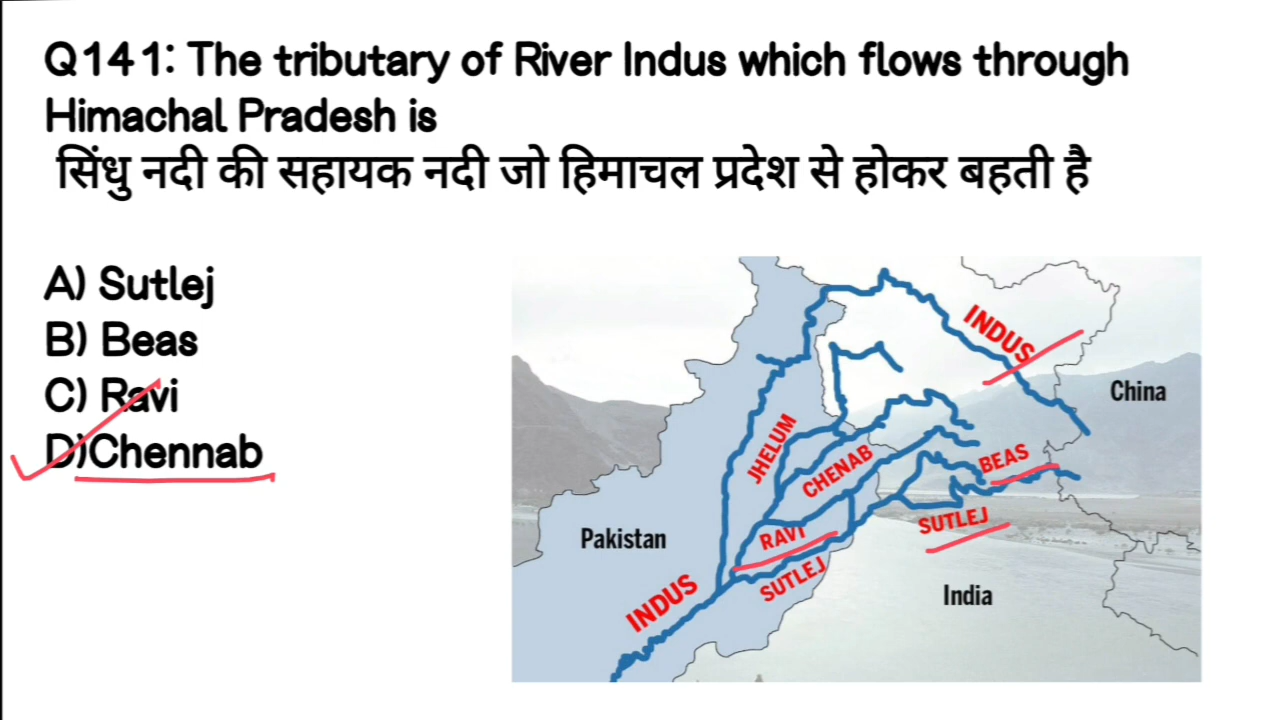 Q141: The tributary of River Indus which flows through
Himachal Pradesh is
सिंधु नदी की सहायक नदी जो हिमाचल प्रदेश से होकर बहती है
A) Sutlej
B) Beas
C) Ravi
D)Chennab
INDUS
China
JHELUM
CHENAB
BEAS
SUTLEJ
Pakistan
RAVI
SUTLEJ
INDUS
India